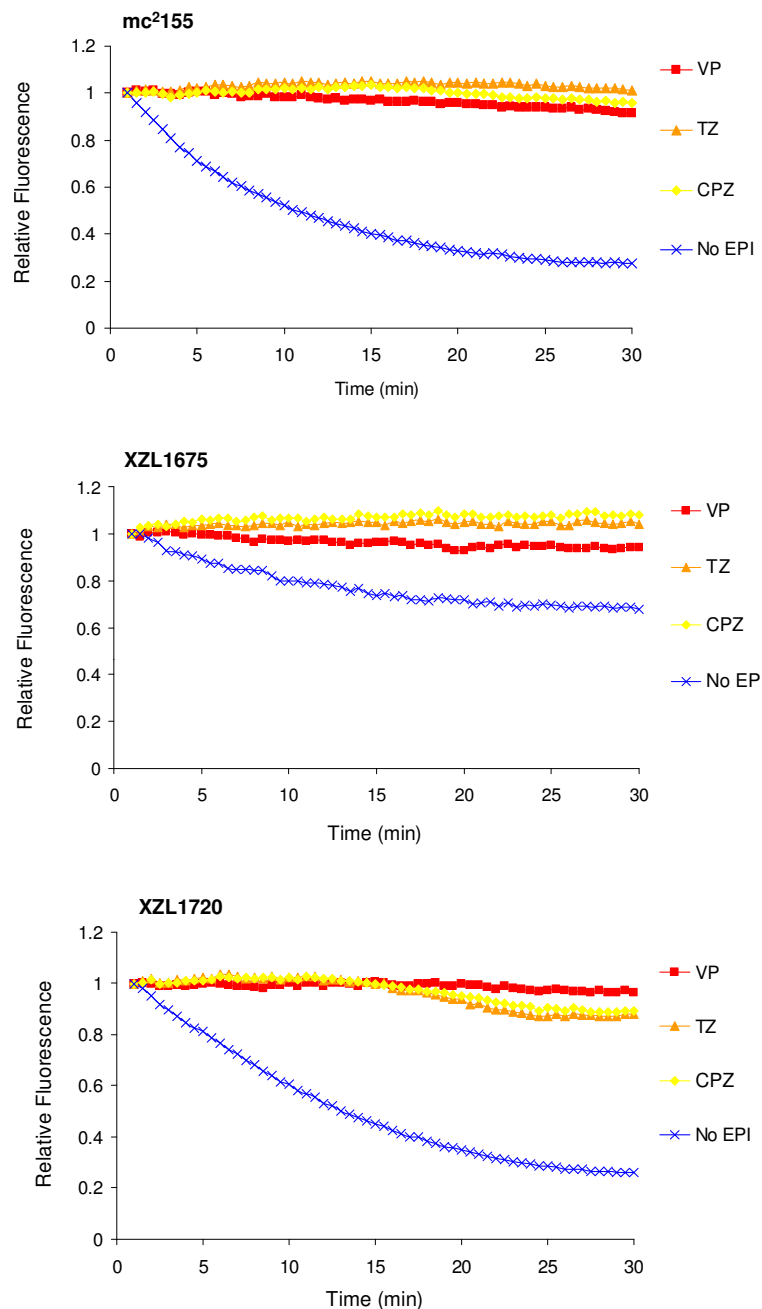 mc²155
1.2
1
0.8
0.6
0.4
0.2
0
0
5
10
15
20
25
30
Relative Fluorescence
Time (min)
VP
TZ
CPZ
No EPI
XZL1675
1.2
1
0.8
0.6
0.4
0.2
0
0
5
10
15
20
25
30
Relative Fluorescence
Time (min)
VP
TZ
CPZ
No EP
XZL1720
1.2
1
0.8
0.6
0.4
0.2
0
0
5
10
15
20
25
30
Relative Fluorescence
Time (min)
VP
TZ
CPZ
No EPI